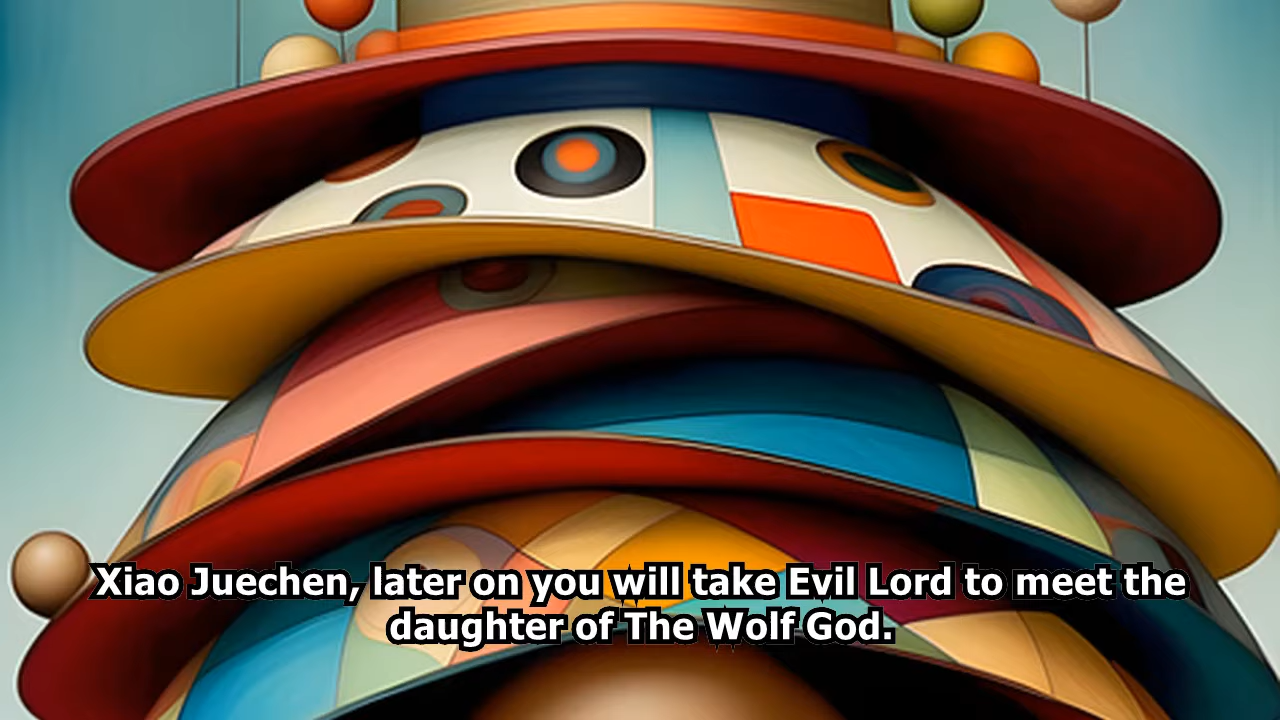 Xiao Juechen, later on you will take Evil Lord to meet the
daughter of The Wolf God.